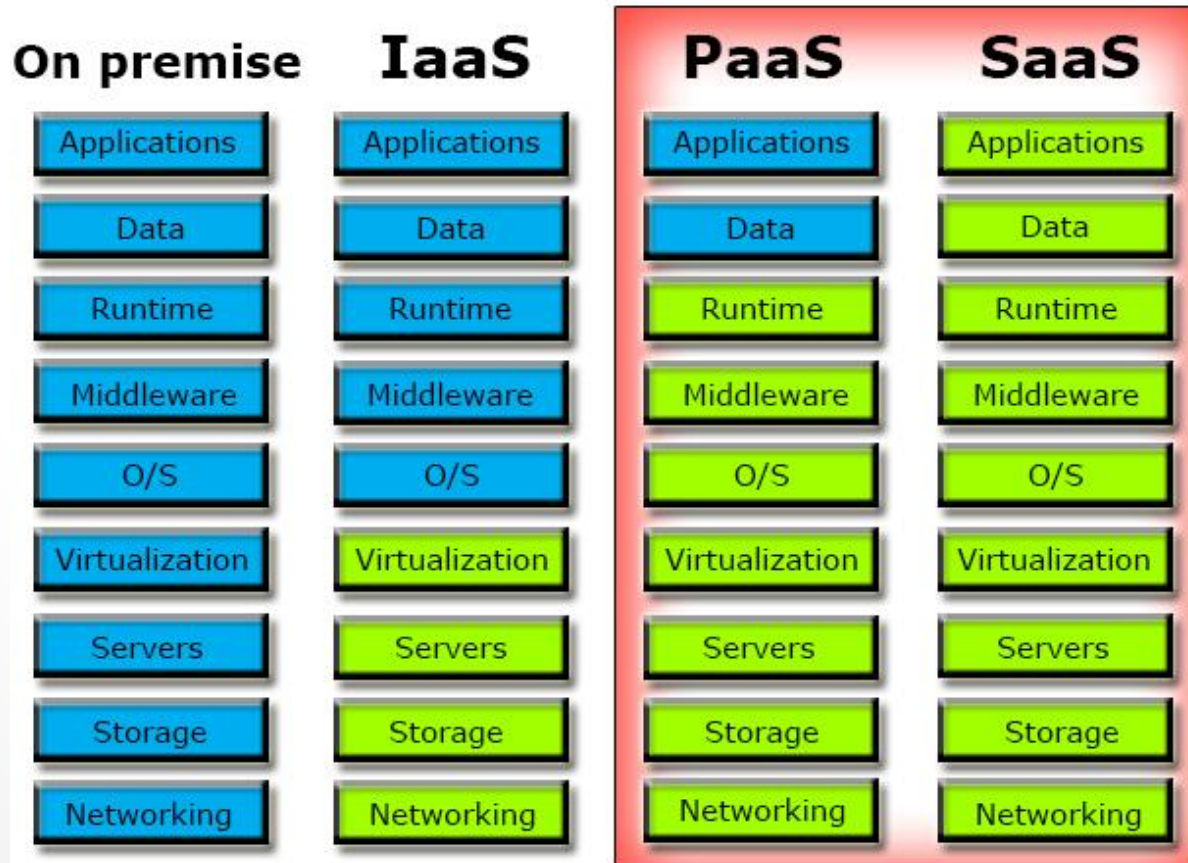 On premise IaaS PaaS SaaS
Applications Applications Applications Applications
Data Data Data Data
Runtime Runtime Runtime Runtime
Middleware Middleware Middleware Middleware
O/S O/S O/S O/S
Virtualization Virtualization Virtualization Virtualization
Servers Servers Servers Servers
Storage Storage Storage Storage
Networking Networking Networking Networking